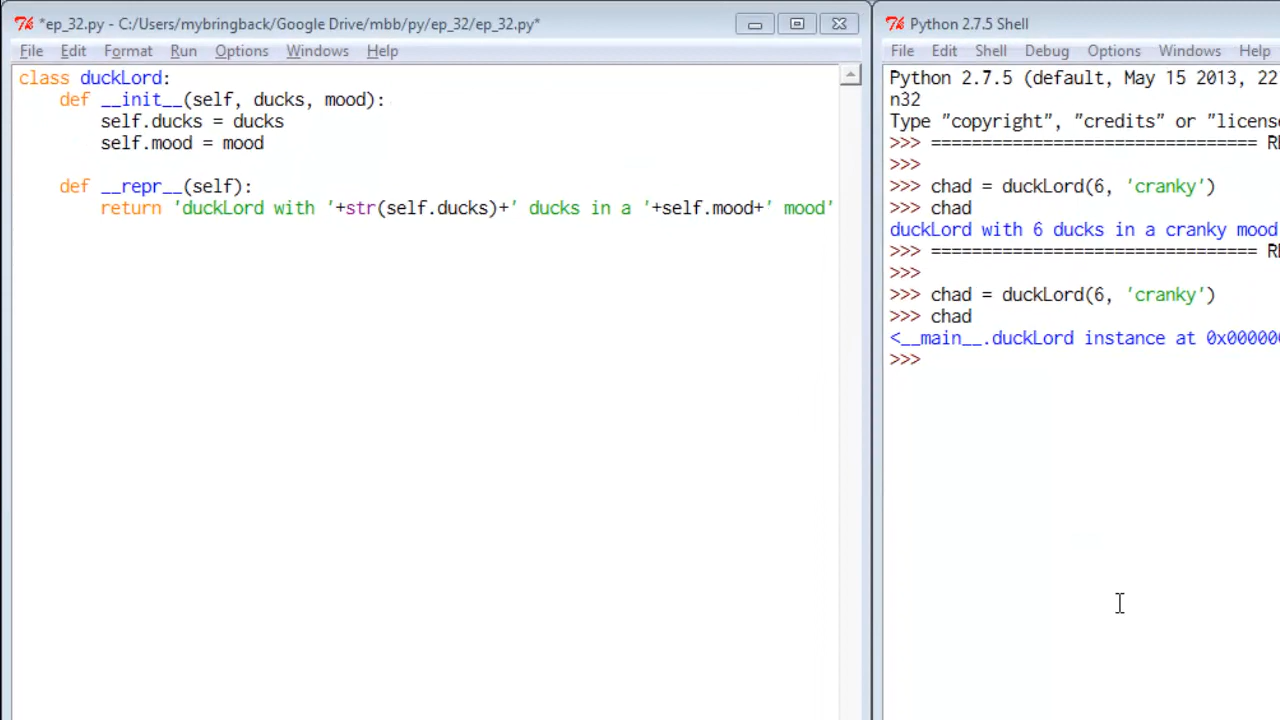 *ep_32.py - C:/Users/mybringback/Google Drive/mbb/py/ep_32/ep_32.py*
File Edit Format Run Options Windows Help
class duckLord:
    def __init__(self, ducks, mood):
        self.ducks = ducks
        self.mood = mood
    def __repr__(self):
        return 'duckLord with '+str(self.ducks)+' ducks in a '+self.mood+' mood'
Python 2.7.5 Shell
File Edit Shell Debug Options Windows Help
Python 2.7.5 (default, May 15 2013, 22
n32
Type "copyright", "credits" or "licens
>>> ================================ R
>>>
>>> chad = duckLord(6, 'cranky')
>>> chad
duckLord with 6 ducks in a cranky mood
>>> ================================ R
>>>
>>> chad = duckLord(6, 'cranky')
>>> chad
<__main__.duckLord instance at 0x00000
>>>